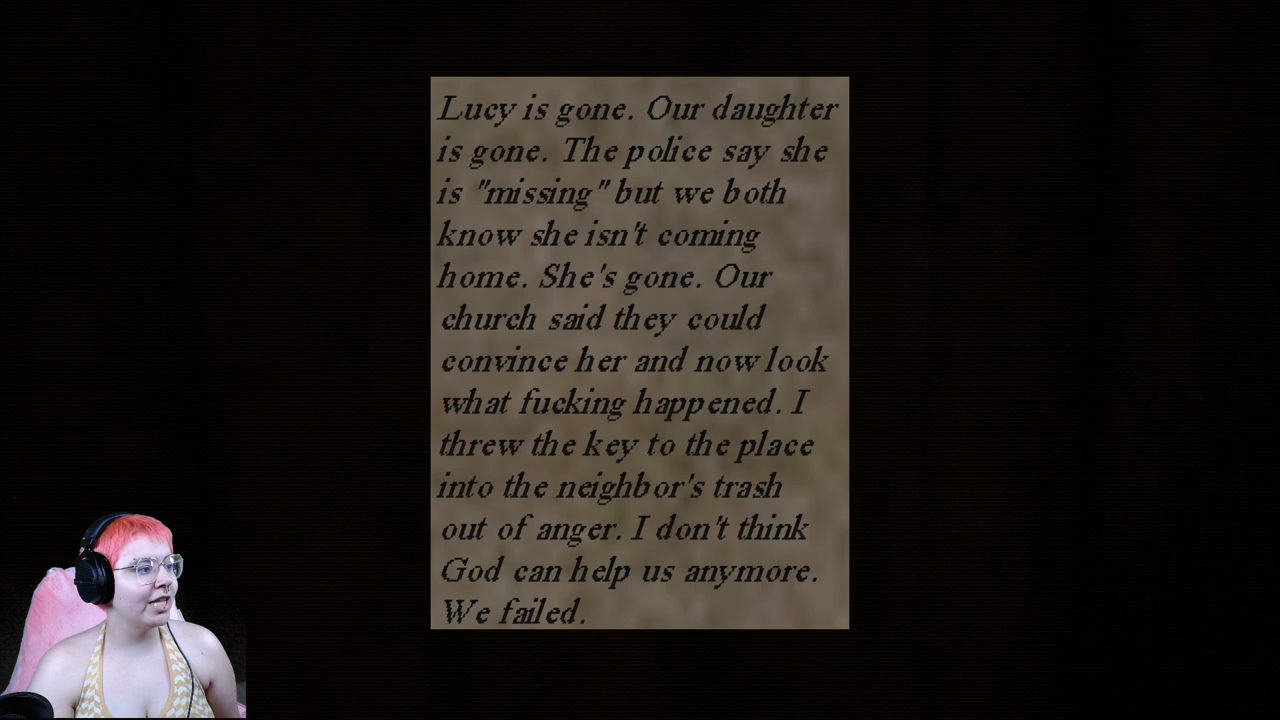 Lucy is gone. Our daughter
is gone. The police say she
is "missing" but we both
know she isn't coming
home. She's gone. Our
church said they could
convince her and now look
what fucking happened. I
threw the key to the place
into the neighbor's trash
out of anger. I don't think
God can help us anymore.
We failed.